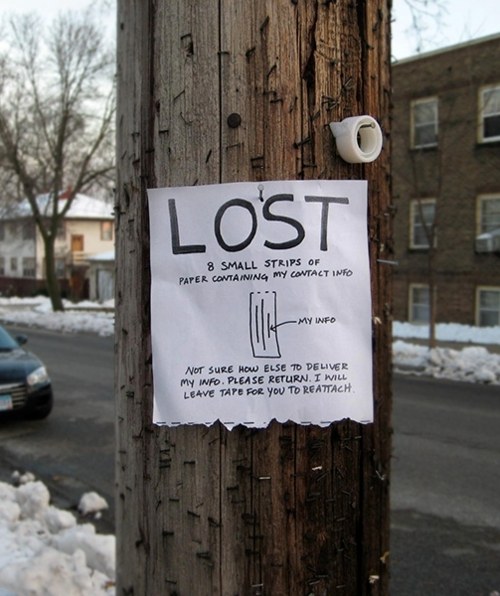 LOST
8 SMALL STRIPS OF
PAPER CONTAINING MY CONTACT INFO
MY INFO
NOT SURE HOW ELSE TO DELIVER
MY INFO. PLEASE RETURN. I WILL
LEAVE TAPE FOR YOU TO REATTACH.